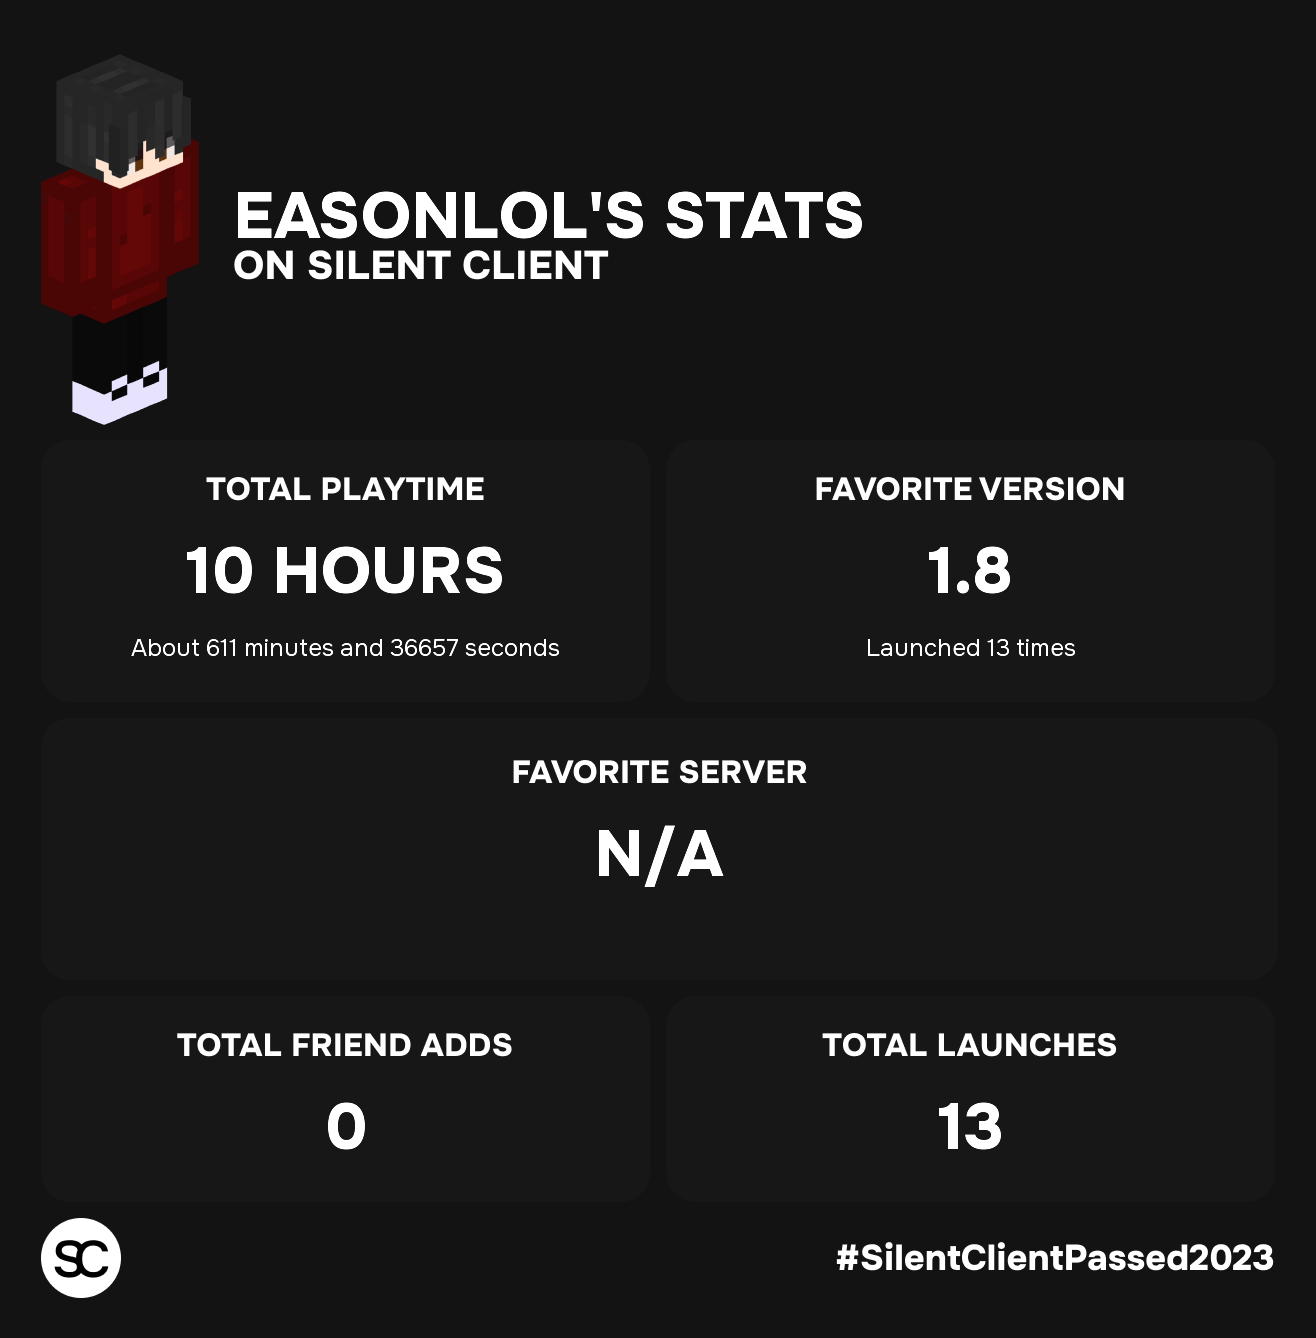 EASONLOL'S STATS
ON SILENT CLIENT
TOTAL PLAYTIME
10 HOURS
About 611 minutes and 36657 seconds
FAVORITE VERSION
1.8
Launched 13 times
FAVORITE SERVER
N/A
TOTAL FRIEND ADDS
0
TOTAL LAUNCHES
13
SC
#SilentClientPassed2023